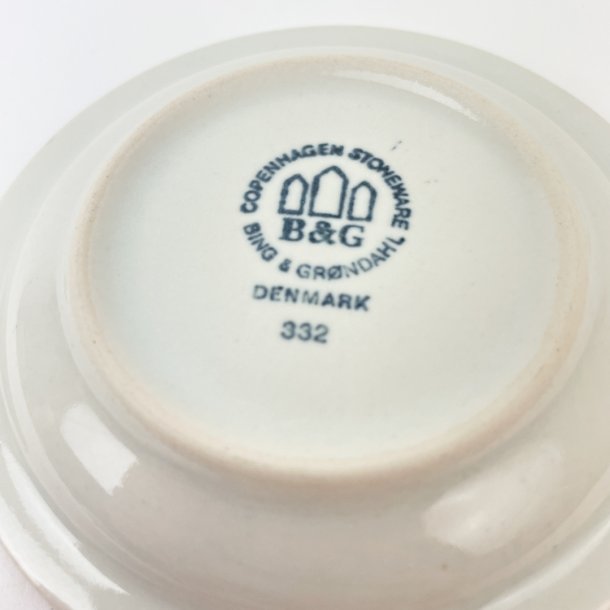 COPENHAGEN STONEWARE
B&G
BING & GRØNDAHL
DENMARK
332